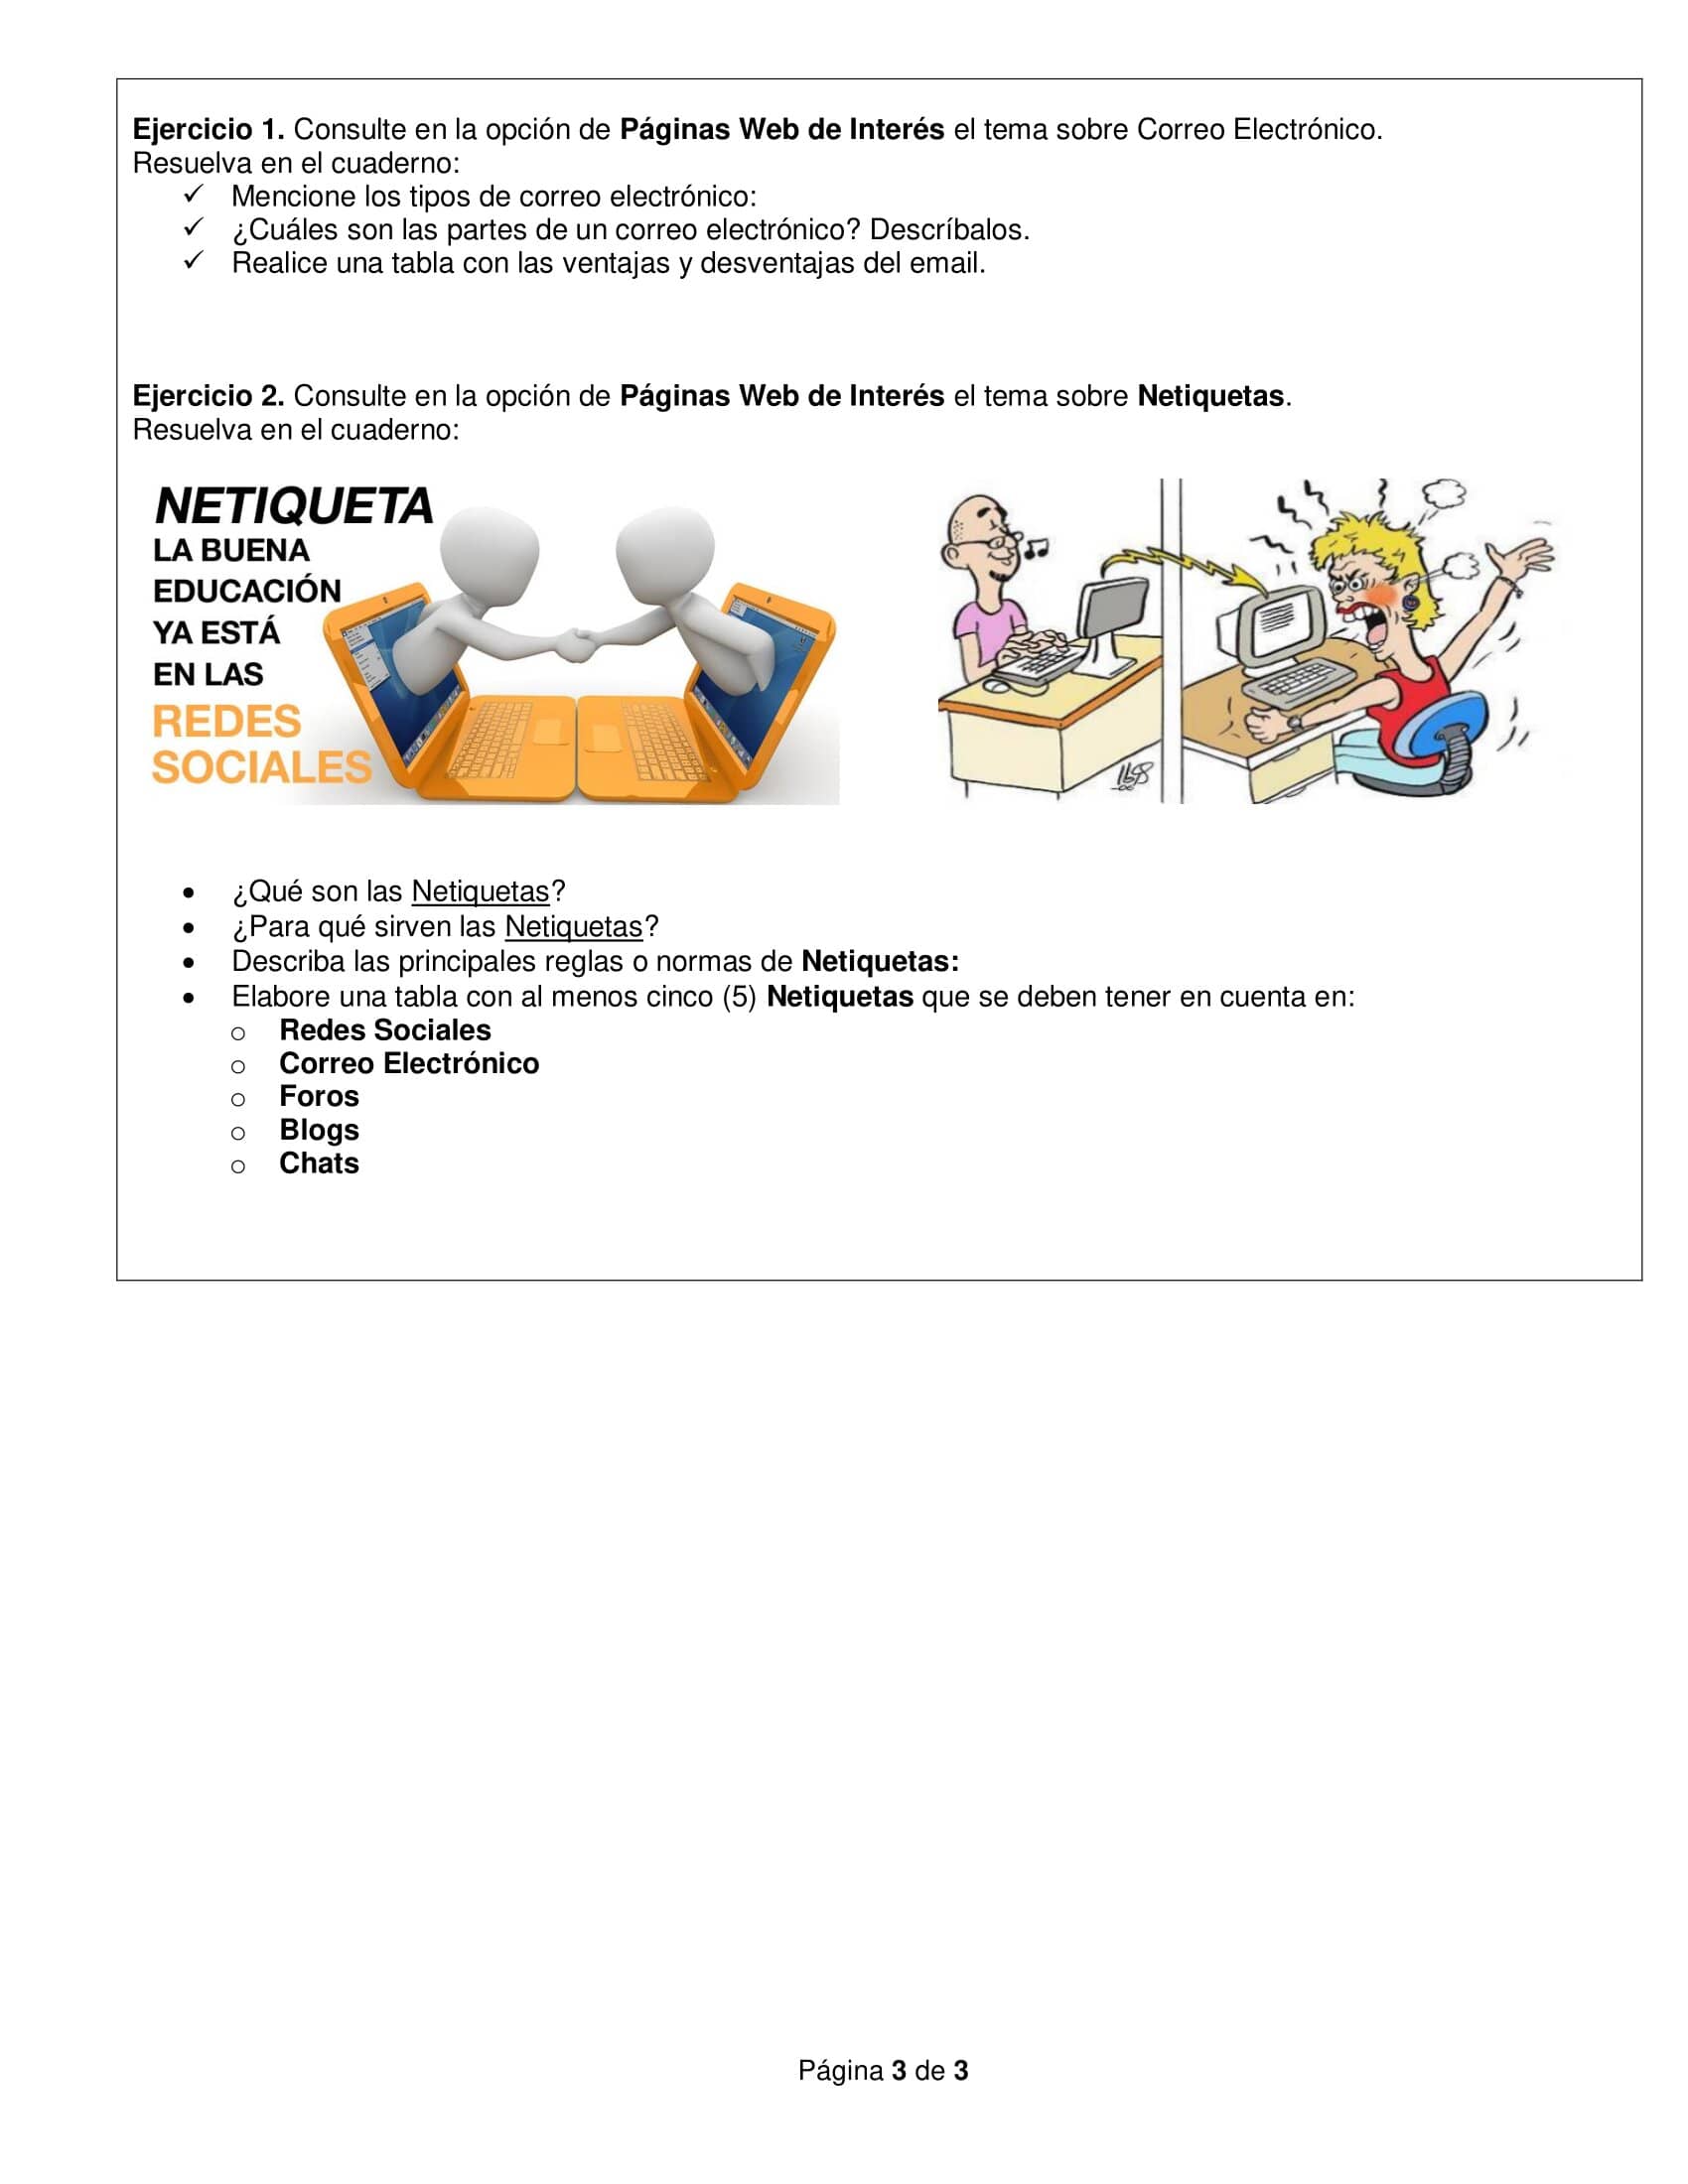 Ejercicio 1. Consulte en la opción de Páginas Web de Interés el tema sobre Correo Electrónico.
Resuelva en el cuaderno:
✓ Mencione los tipos de correo electrónico:
✓ ¿Cuáles son las partes de un correo electrónico? Descríbalos.
✓ Realice una tabla con las ventajas y desventajas del email.
Ejercicio 2. Consulte en la opción de Páginas Web de Interés el tema sobre Netiquetas.
Resuelva en el cuaderno:
NETIQUETA
LA BUENA
EDUCACIÓN
YA ESTÁ
EN LAS
REDES
SOCIALES
• ¿Qué son las Netiquetas?
• ¿Para qué sirven las Netiquetas?
• Describa las principales reglas o normas de Netiquetas:
• Elabore una tabla con al menos cinco (5) Netiquetas que se deben tener en cuenta en:
o Redes Sociales
o Correo Electrónico
o Foros
o Blogs
o Chats
Página 3 de 3